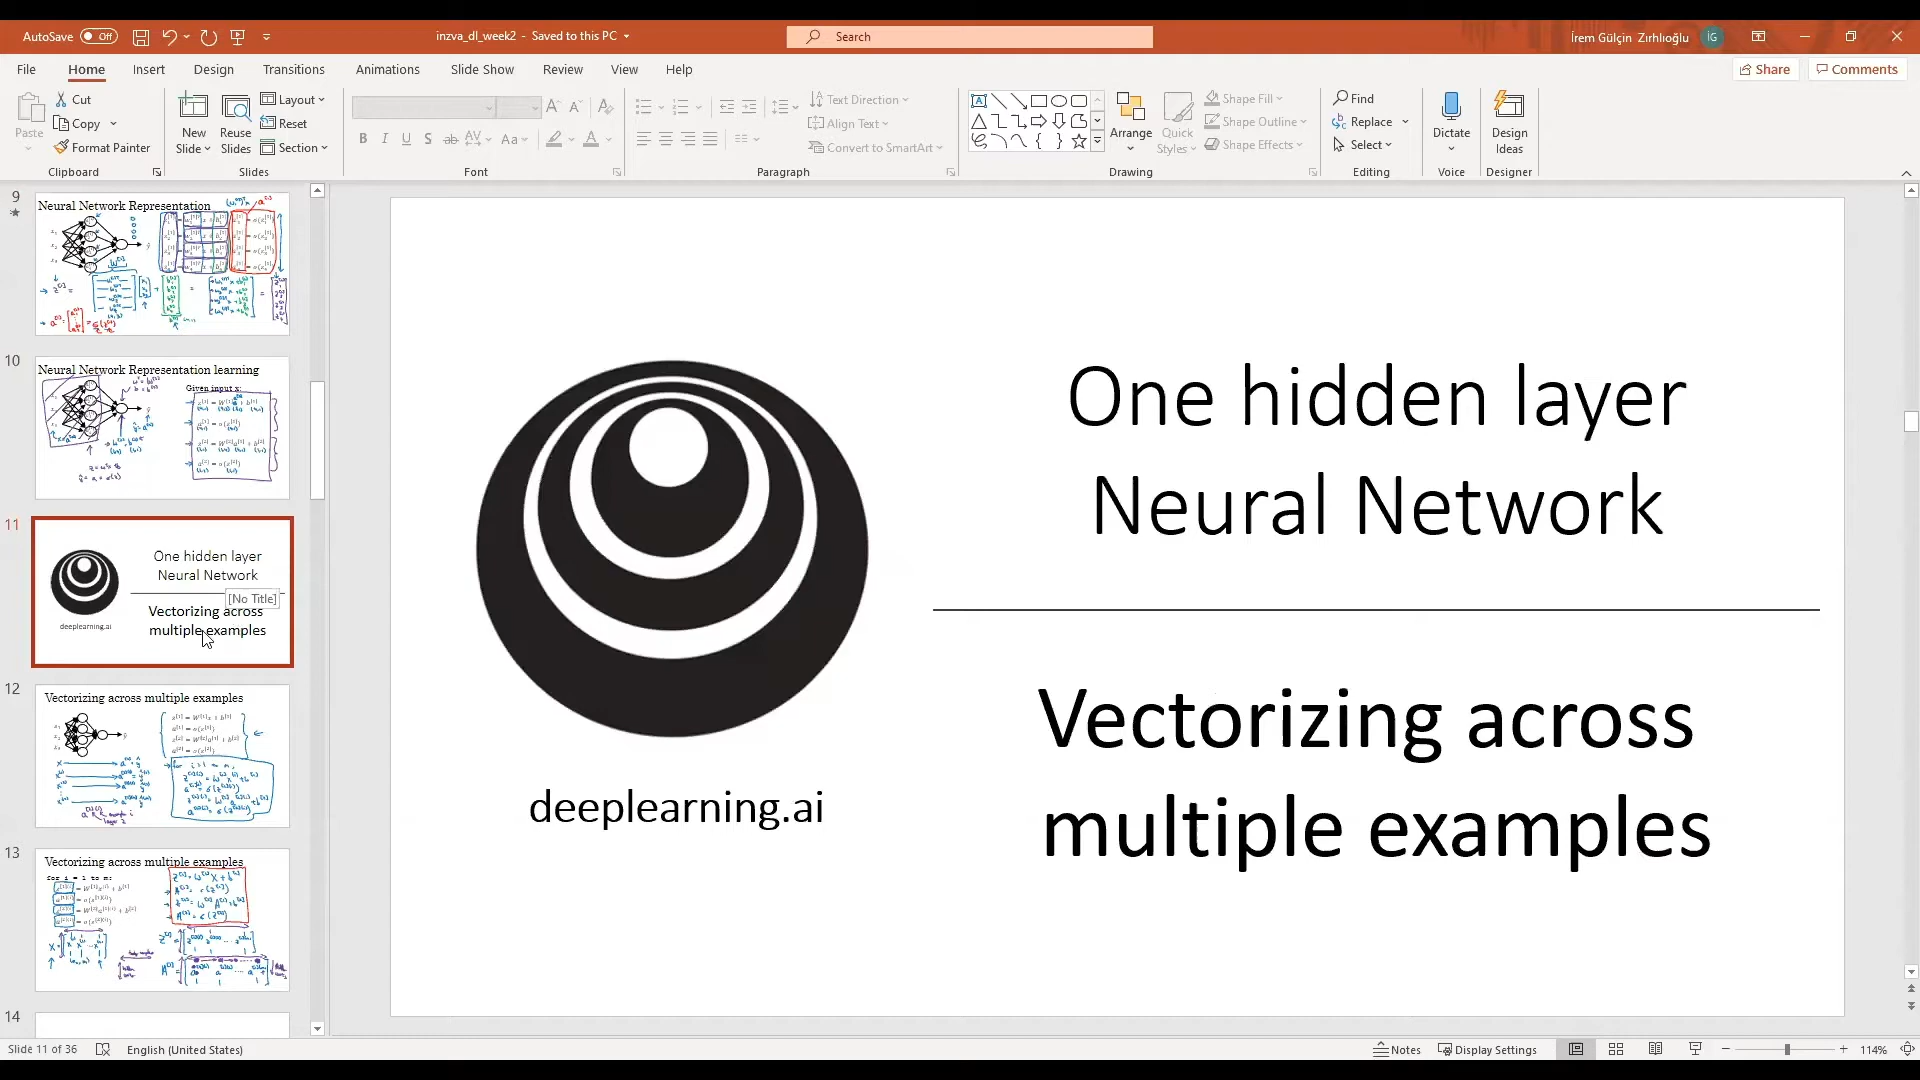 AutoSave Off
inzva_dl_week2 - Saved to this PC
Search
İrem Gülçin Zırhlıoğlu
İG
File
Home
Insert
Design
Transitions
Animations
Slide Show
Review
View
Help
Share
Comments
Paste
Cut
Copy
Format Painter
Clipboard
New Slide
Reuse Slides
Layout
Reset
Section
Slides
Font
Text Direction
Align Text
Convert to SmartArt
Paragraph
Arrange
Quick Styles
Shape Fill
Shape Outline
Shape Effects
Drawing
Find
Replace
Select
Editing
Dictate
Voice
Design Ideas
Designer
9
Neural Network Representation
10
Neural Network Representation learning
Given input x:
11
One hidden layer
Neural Network
[No Title]
Vectorizing across
multiple examples
deeplearning.ai
12
Vectorizing across multiple examples
13
Vectorizing across multiple examples
for i = 1 to m:
14
One hidden layer
Neural Network
Vectorizing across
multiple examples
deeplearning.ai
Slide 11 of 36
English (United States)
Notes
Display Settings
114%